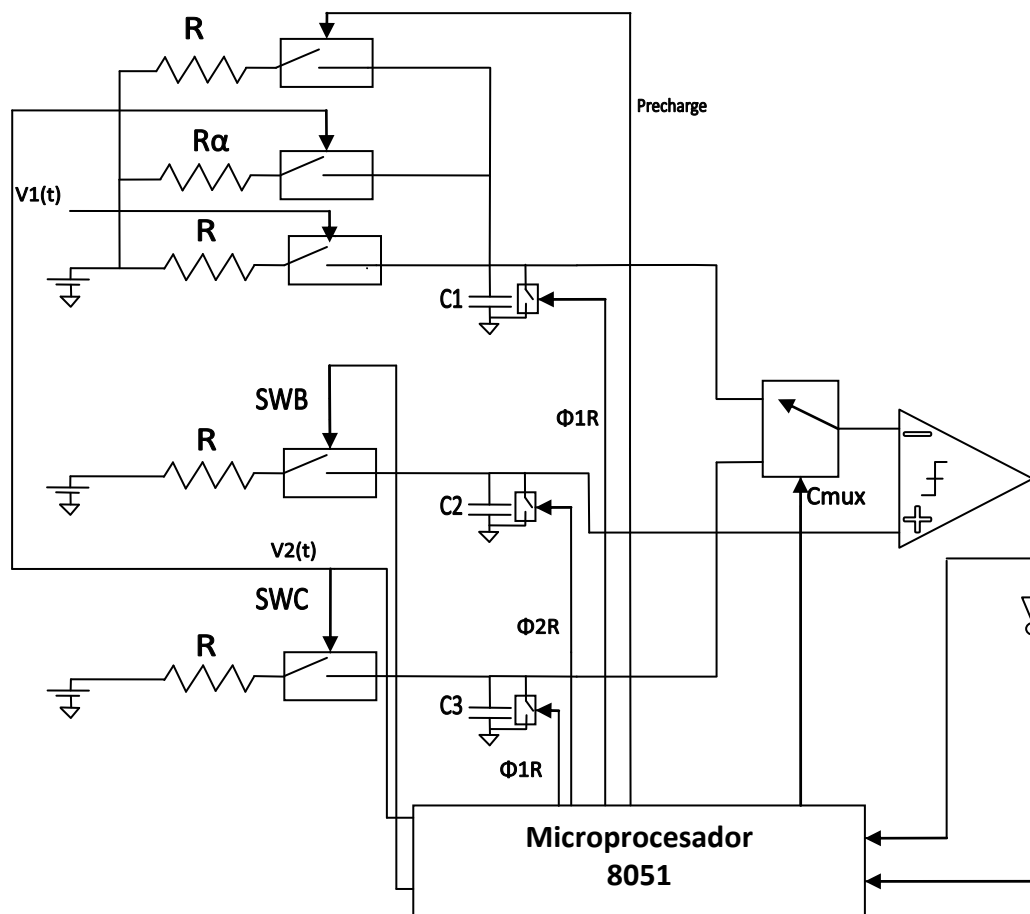 R
Precharge
Rα
V1(t)
R
C1
SWB
Φ1R
R
Cmux
C2
V2(t)
SWC
Φ2R
R
C3
Φ1R
Microprocesador
8051